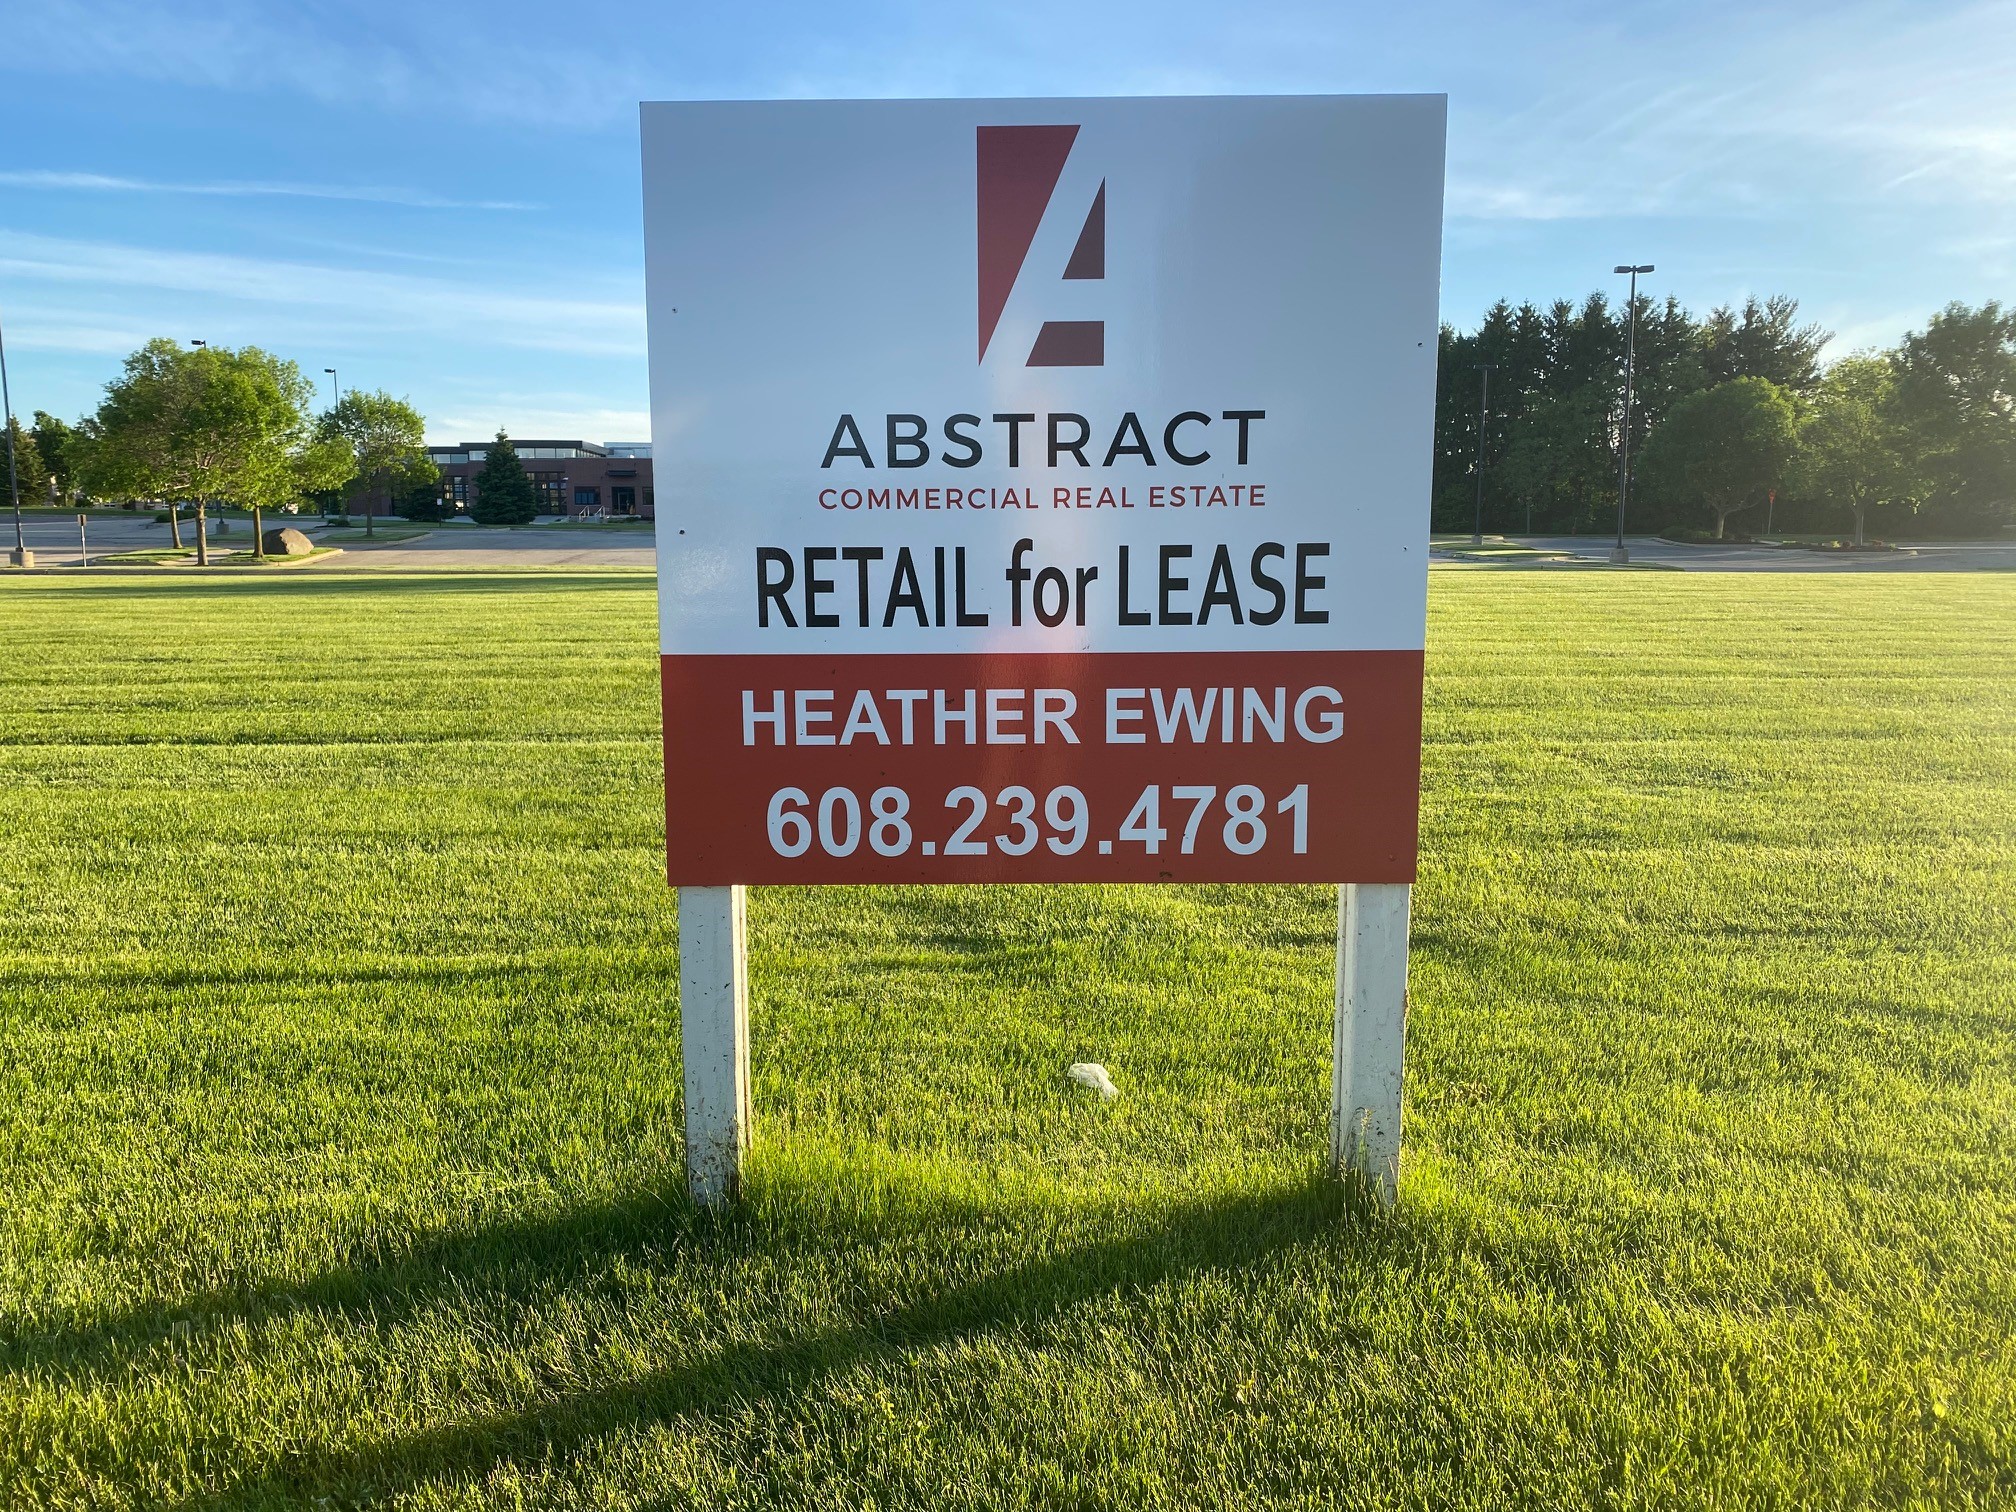 ABSTRACT
COMMERCIAL REAL ESTATE
RETAIL for LEASE
HEATHER EWING
608.239.4781